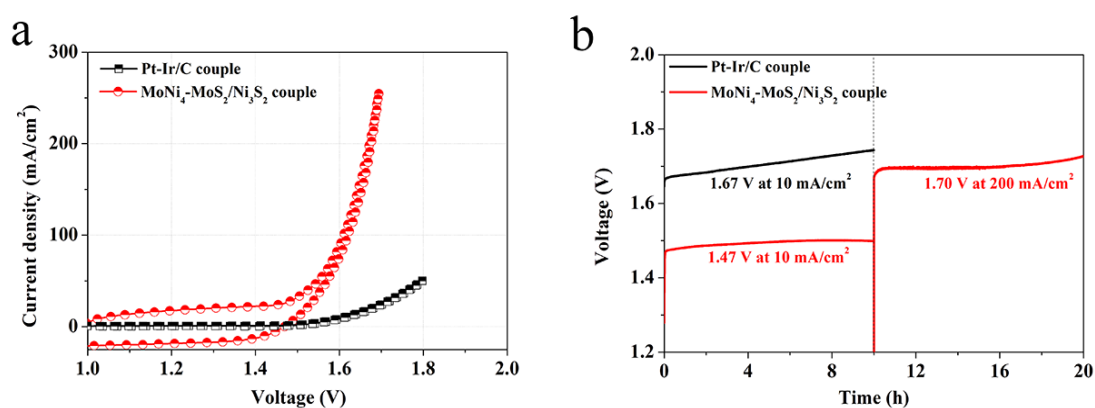 a
300
200
100
0
Current density (mA/cm²)
Pt-Ir/C couple
MoNi₄-MoS₂/Ni₃S₂ couple
1.0 1.2 1.4 1.6 1.8 2.0
Voltage (V)
b
2.0
1.8
1.6
1.4
1.2
Voltage (V)
Pt-Ir/C couple
MoNi₄-MoS₂/Ni₃S₂ couple
1.67 V at 10 mA/cm²
1.70 V at 200 mA/cm²
1.47 V at 10 mA/cm²
0 4 8 12 16 20
Time (h)